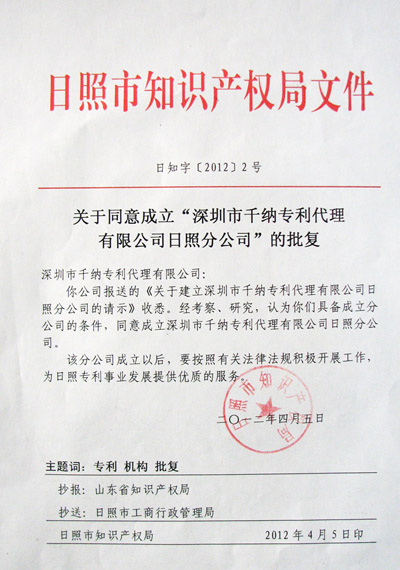 日照市知识产权局文件
日知字〔2012〕2号
关于同意成立“深圳市千纳专利代理
有限公司日照分公司”的批复
深圳市千纳专利代理有限公司:
你公司报送的《关于建立深圳市千纳专利代理有限公司日
照分公司的请示》收悉。经考察、研究，认为你们具备成立分
公司的条件，同意成立深圳市千纳专利代理有限公司日照分公
司。
该分公司成立以后，要按照有关法律法规积极开展工作，
为日照专利事业发展提供优质的服务。
二〇一二年四月五日
日照市知识产权局
主题词：专利 机构 批复
抄报：山东省知识产权局
抄送：日照市工商行政管理局
日照市知识产权局 2012年4月5日印